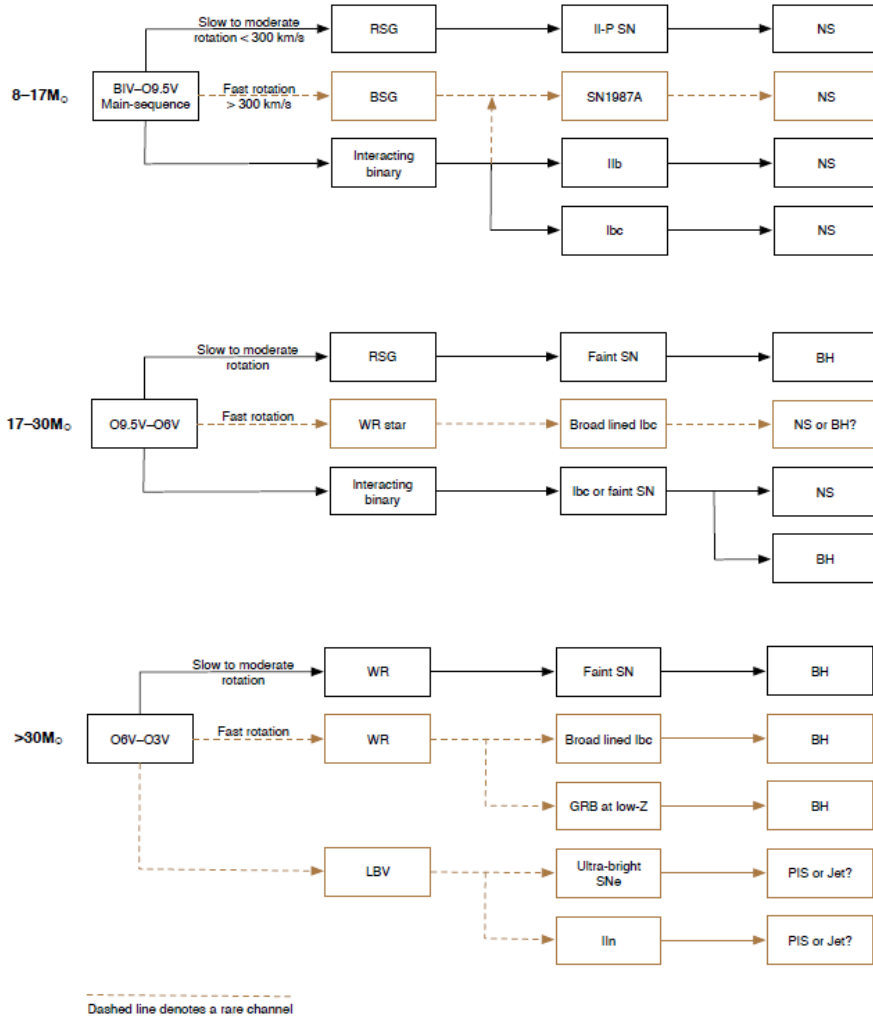 Slow to moderate
rotation < 300 km/s
RSG
II-P SN
NS
8–17M⊙
BIV–O9.5V
Main-sequence
Fast rotation
> 300 km/s
BSG
SN1987A
NS
Interacting
binary
IIb
NS
Ibc
NS
Slow to moderate
rotation
RSG
Faint SN
BH
17–30M⊙
O9.5V–O6V
Fast rotation
WR star
Broad lined Ibc
NS or BH?
Interacting
binary
Ibc or faint SN
NS
BH
Slow to moderate
rotation
WR
Faint SN
BH
>30M⊙
O6V–O3V
Fast rotation
WR
Broad lined Ibc
BH
GRB at low-Z
BH
LBV
Ultra-bright
SNe
PIS or Jet?
IIn
PIS or Jet?
Dashed line denotes a rare channel